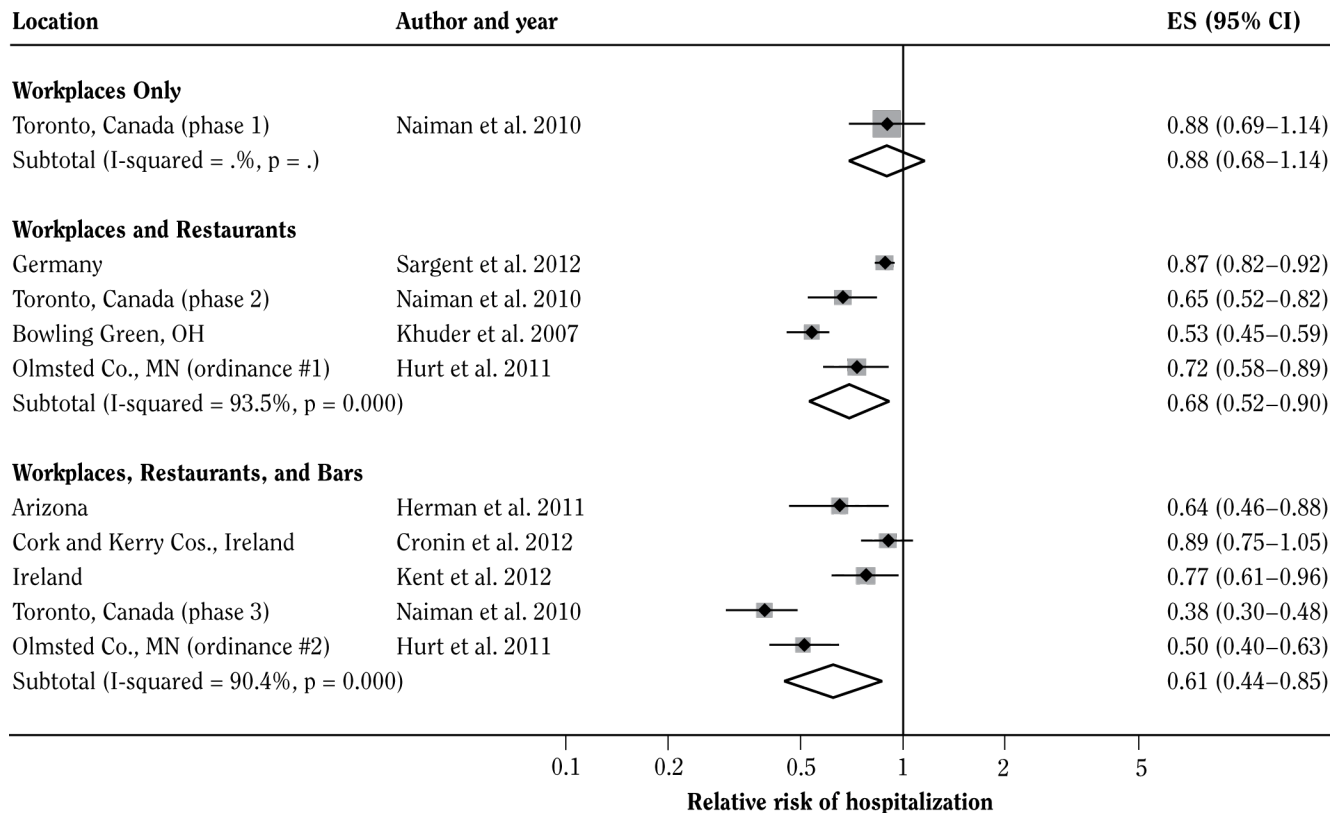 Location Author and year ES (95% CI)
Workplaces Only
Toronto, Canada (phase 1) Naiman et al. 2010 0.88 (0.69–1.14)
Subtotal (I-squared = .%, p = .) 0.88 (0.68–1.14)
Workplaces and Restaurants
Germany Sargent et al. 2012 0.87 (0.82–0.92)
Toronto, Canada (phase 2) Naiman et al. 2010 0.65 (0.52–0.82)
Bowling Green, OH Khuder et al. 2007 0.53 (0.45–0.59)
Olmsted Co., MN (ordinance #1) Hurt et al. 2011 0.72 (0.58–0.89)
Subtotal (I-squared = 93.5%, p = 0.000) 0.68 (0.52–0.90)
Workplaces, Restaurants, and Bars
Arizona Herman et al. 2011 0.64 (0.46–0.88)
Cork and Kerry Cos., Ireland Cronin et al. 2012 0.89 (0.75–1.05)
Ireland Kent et al. 2012 0.77 (0.61–0.96)
Toronto, Canada (phase 3) Naiman et al. 2010 0.38 (0.30–0.48)
Olmsted Co., MN (ordinance #2) Hurt et al. 2011 0.50 (0.40–0.63)
Subtotal (I-squared = 90.4%, p = 0.000) 0.61 (0.44–0.85)
0.1 0.2 0.5 1 2 5
Relative risk of hospitalization